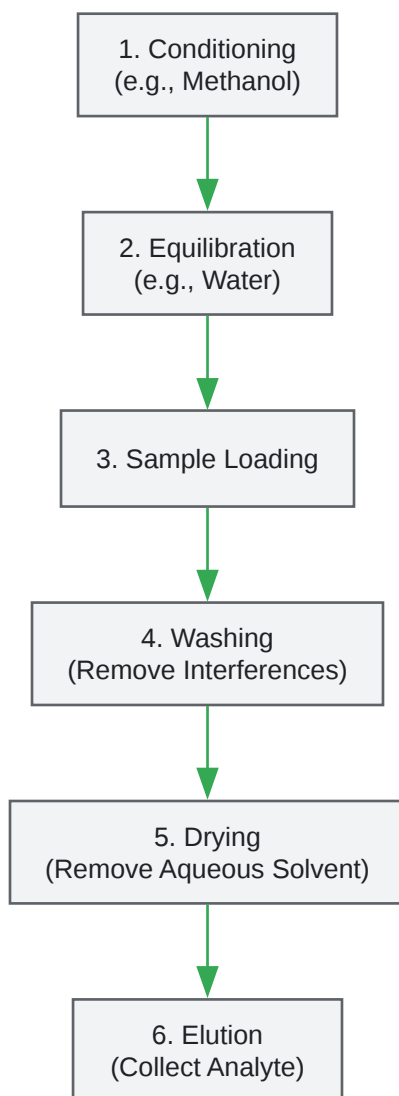 1. Conditioning
(e.g., Methanol)
2. Equilibration
(e.g., Water)
3. Sample Loading
4. Washing
(Remove Interferences)
5. Drying
(Remove Aqueous Solvent)
6. Elution
(Collect Analyte)